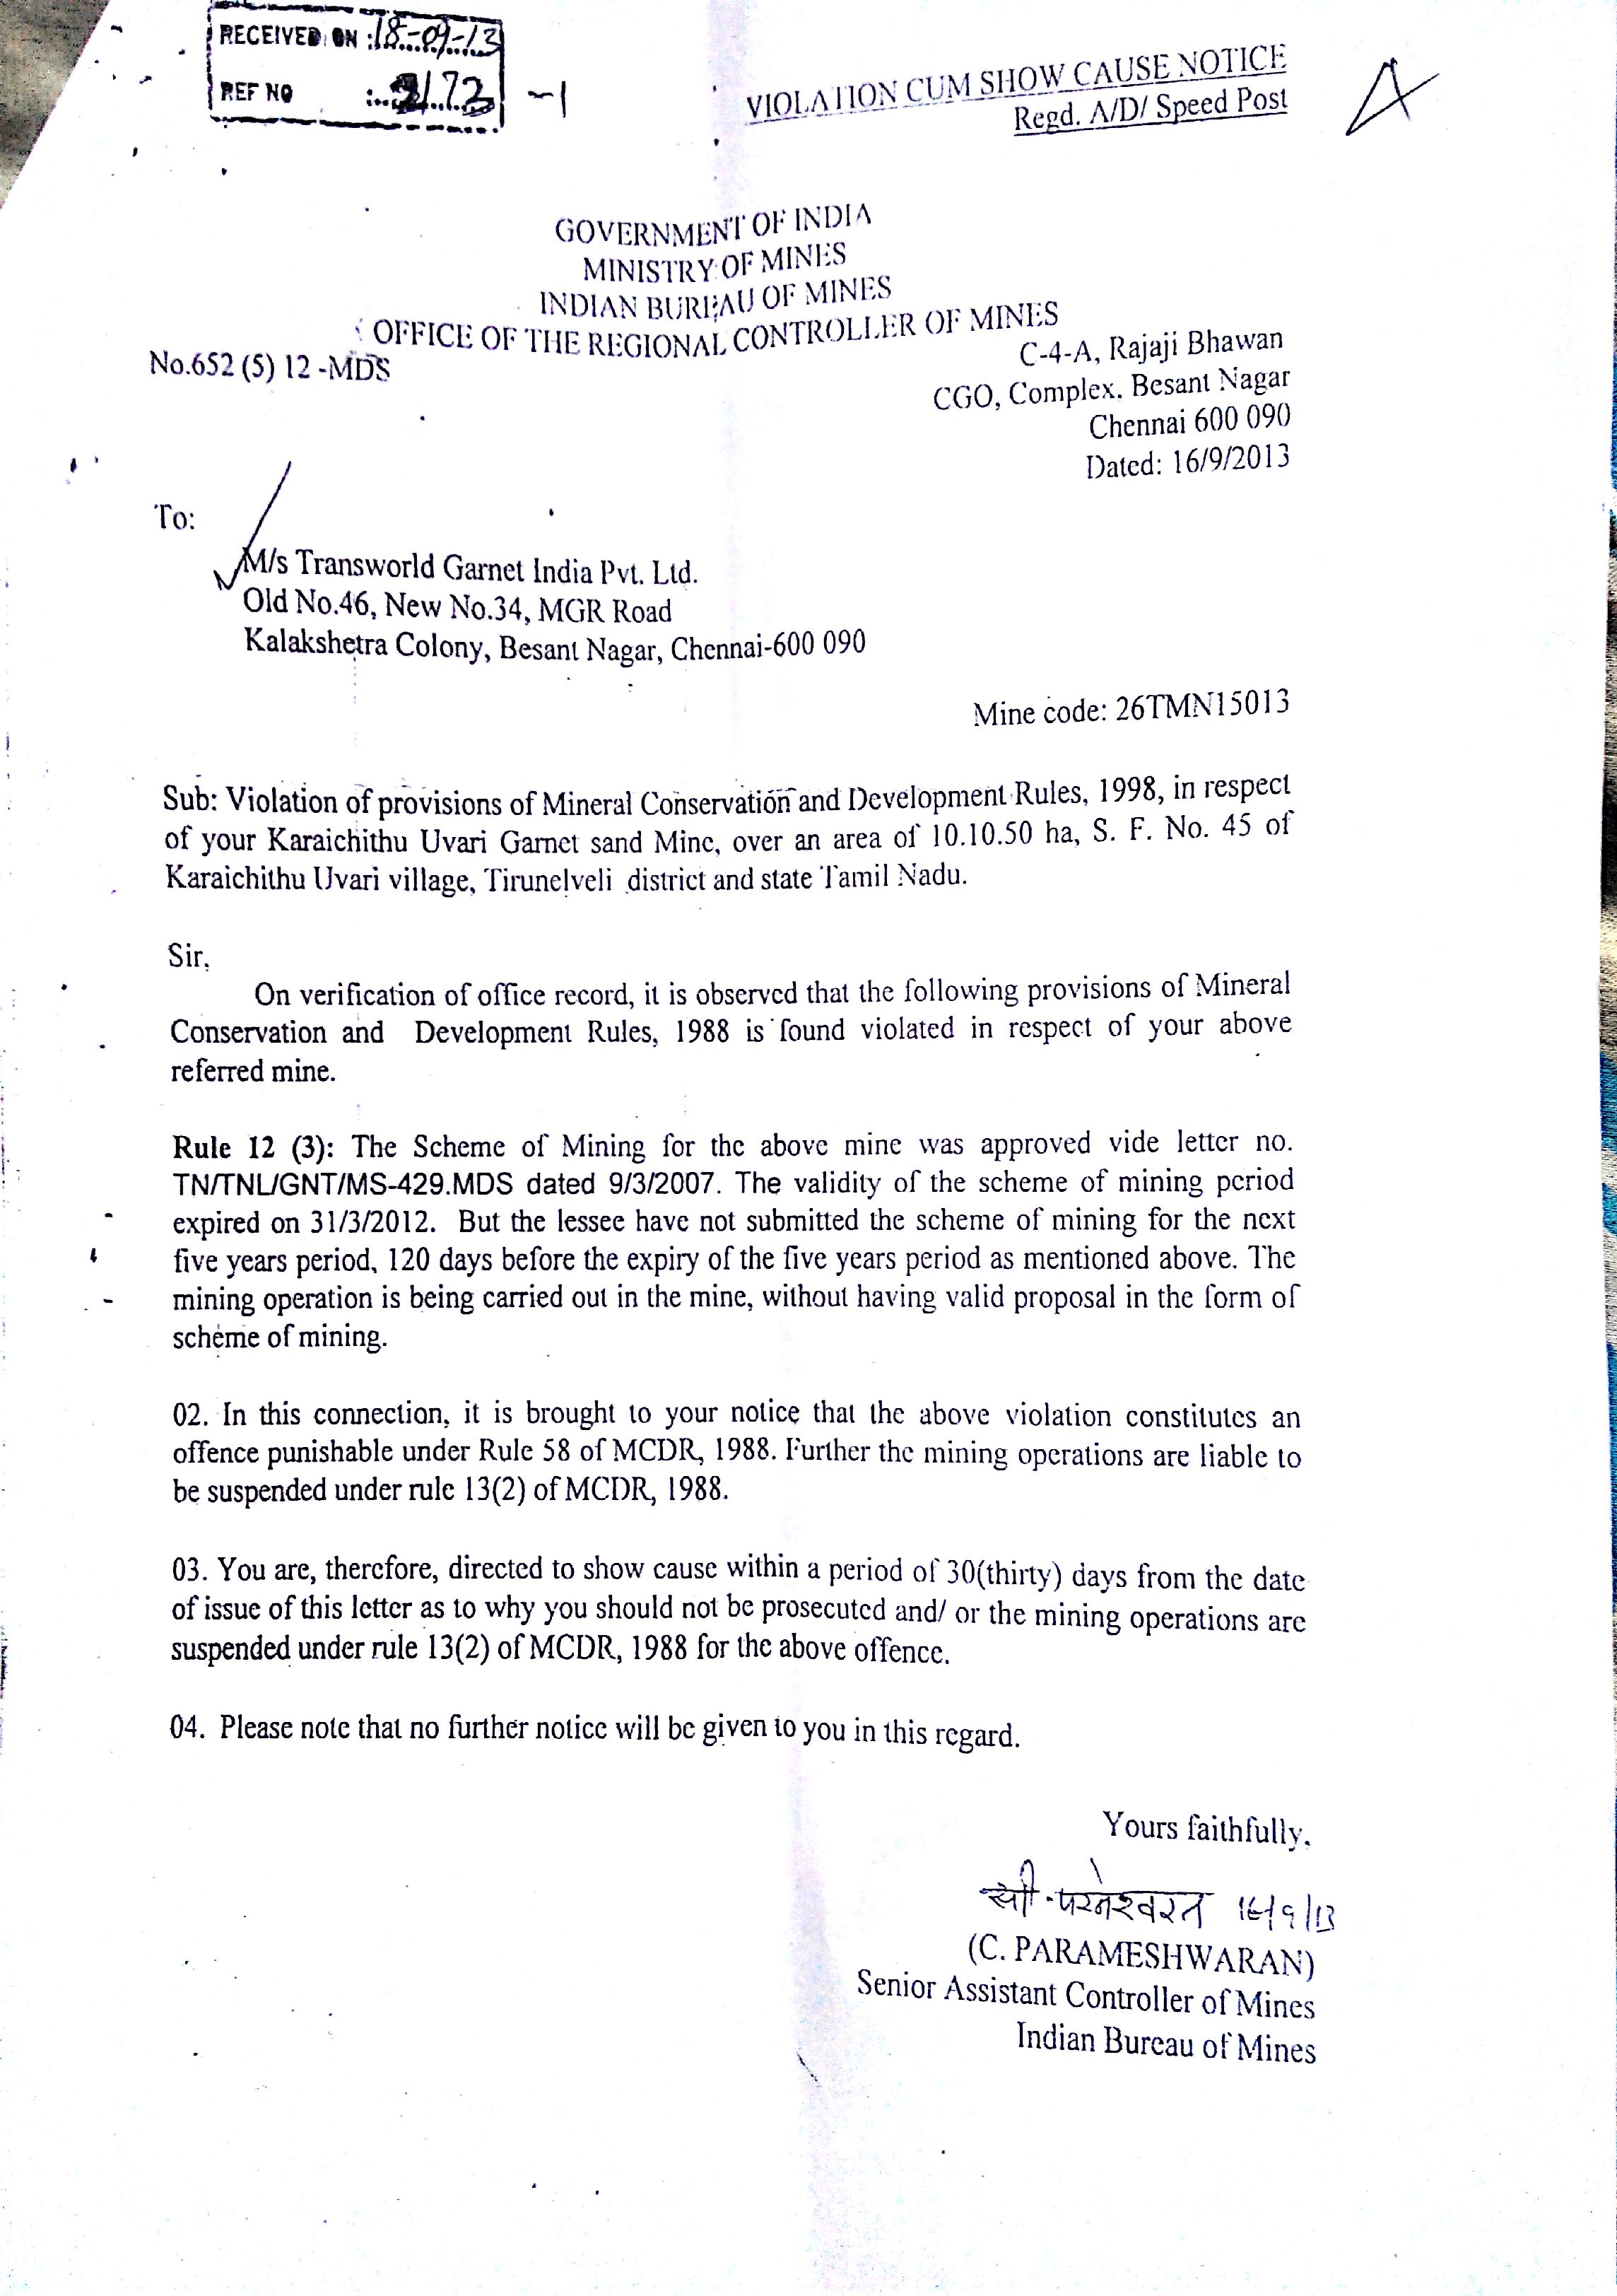 RECEIVED ON : 18-09-13
REF NO : 2173 -1
VIOLATION CUM SHOW CAUSE NOTICE
Regd. A/D/ Speed Post
GOVERNMENT OF INDIA
MINISTRY OF MINES
INDIAN BUREAU OF MINES
OFFICE OF THE REGIONAL CONTROLLER OF MINES
No.652 (5) 12 -MDS
C-4-A, Rajaji Bhawan
CGO, Complex. Besant Nagar
Chennai 600 090
Dated: 16/9/2013
To:
M/s Transworld Garnet India Pvt. Ltd.
Old No.46, New No.34, MGR Road
Kalakshetra Colony, Besant Nagar, Chennai-600 090
Mine code: 26TMN15013
Sub: Violation of provisions of Mineral Conservation and Development Rules, 1998, in respect
of your Karaichithu Uvari Garnet sand Mine, over an area of 10.10.50 ha, S. F. No. 45 of
Karaichithu Uvari village, Tirunelveli district and state Tamil Nadu.
Sir,
On verification of office record, it is observed that the following provisions of Mineral
Conservation and Development Rules, 1988 is found violated in respect of your above
referred mine.
Rule 12 (3): The Scheme of Mining for the above mine was approved vide letter no.
TN/TNL/GNT/MS-429.MDS dated 9/3/2007. The validity of the scheme of mining period
expired on 31/3/2012. But the lessee have not submitted the scheme of mining for the next
five years period, 120 days before the expiry of the five years period as mentioned above. The
mining operation is being carried out in the mine, without having valid proposal in the form of
scheme of mining.
02. In this connection, it is brought to your notice that the above violation constitutes an
offence punishable under Rule 58 of MCDR, 1988. Further the mining operations are liable to
be suspended under rule 13(2) of MCDR, 1988.
03. You are, therefore, directed to show cause within a period of 30(thirty) days from the date
of issue of this letter as to why you should not be prosecuted and/ or the mining operations are
suspended under rule 13(2) of MCDR, 1988 for the above offence.
04. Please note that no further notice will be given to you in this regard.
Yours faithfully,
सी. परमेश्वरन 16/9/13
(C. PARAMESHWARAN)
Senior Assistant Controller of Mines
Indian Bureau of Mines